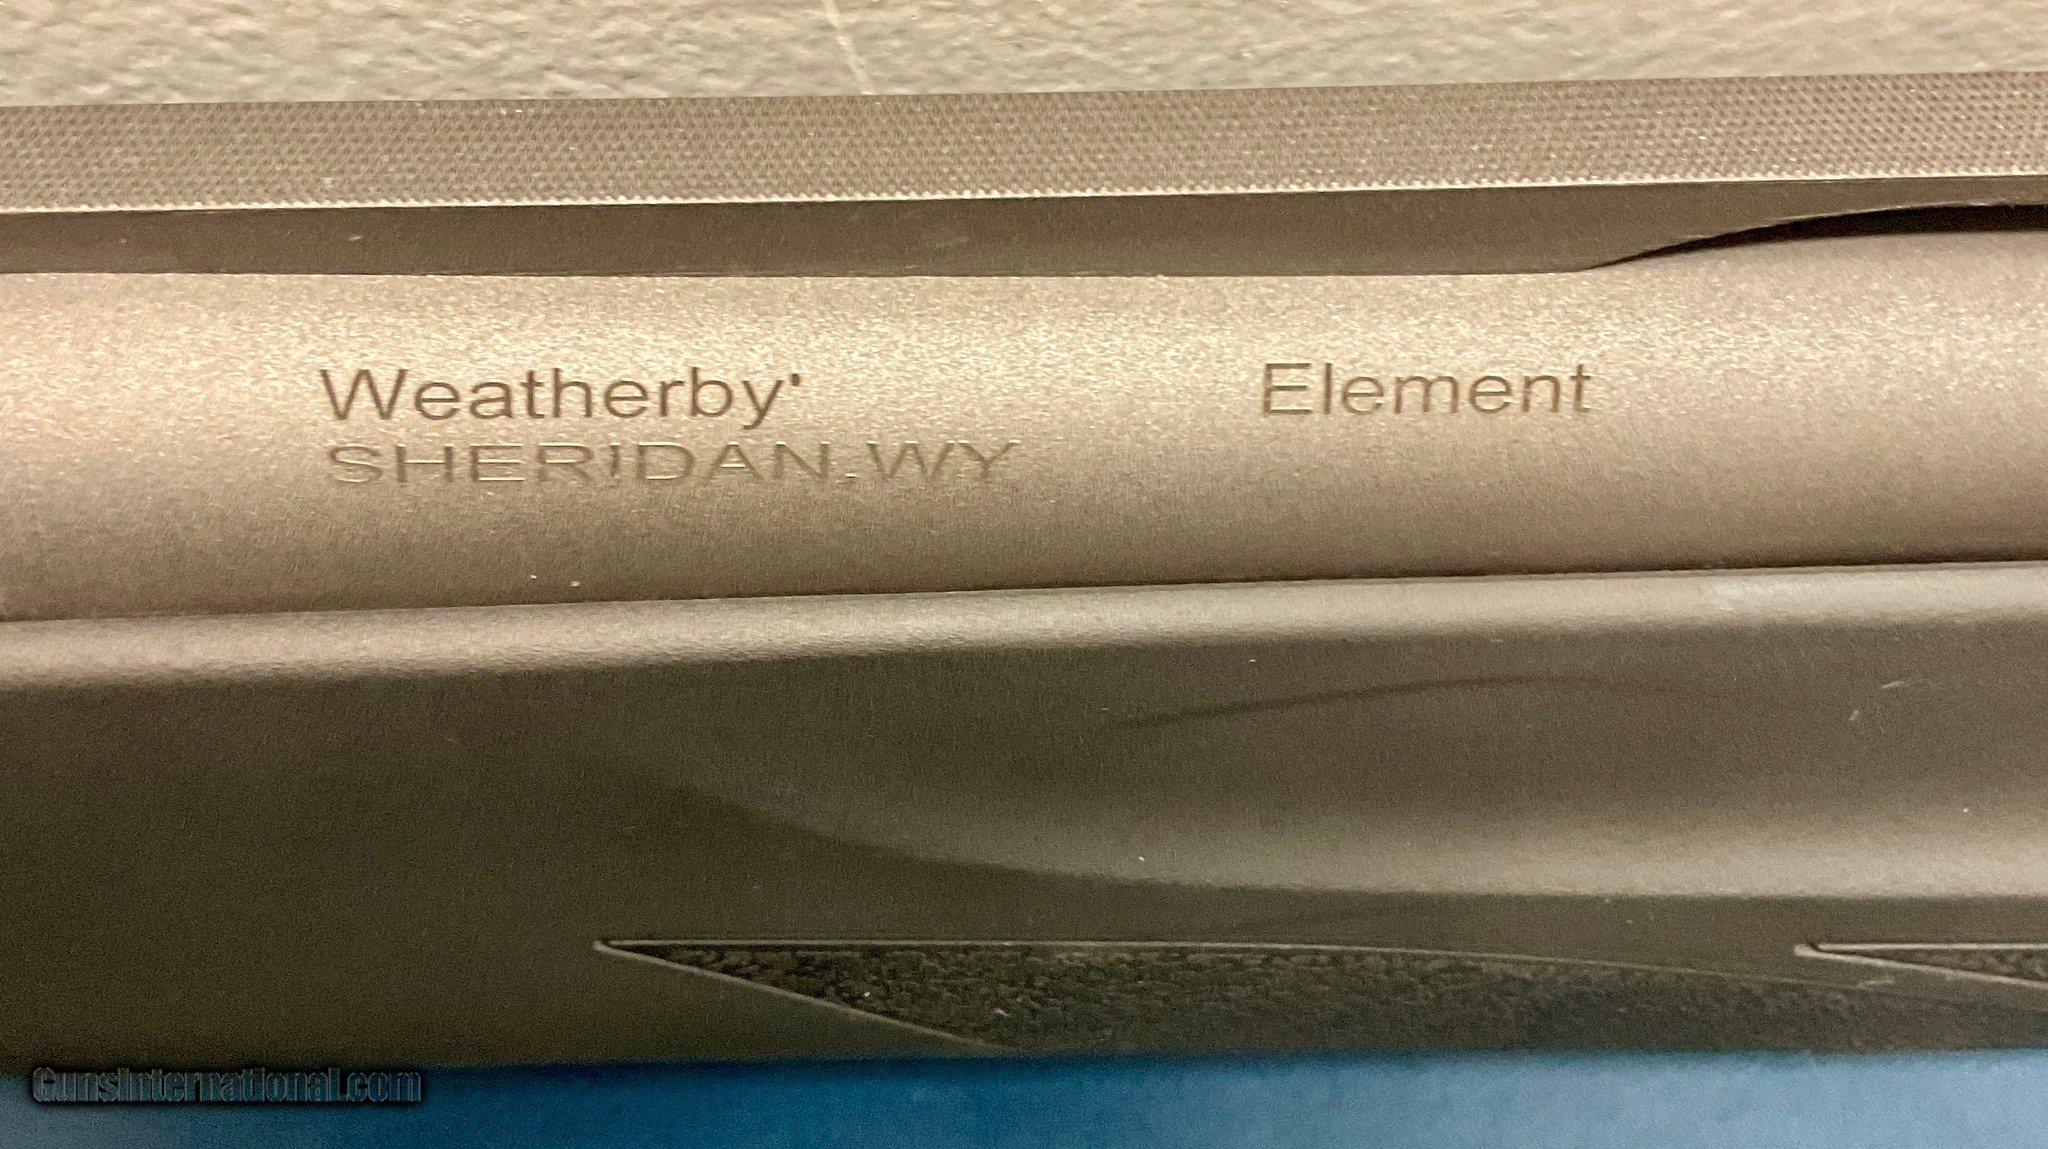 Weatherby®
Element
SHERIDAN, WY
GunsInternational.com